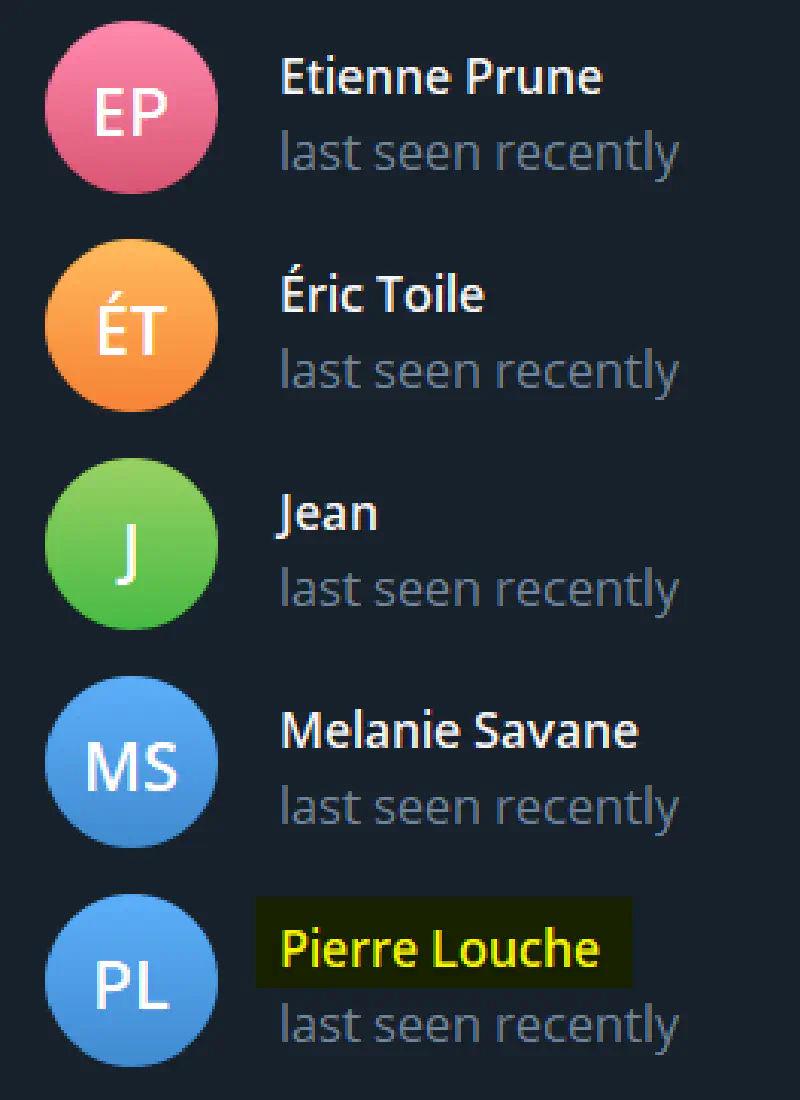 EP
Etienne Prune
last seen recently
ÉT
Éric Toile
last seen recently
J
Jean
last seen recently
MS
Melanie Savane
last seen recently
PL
Pierre Louche
last seen recently